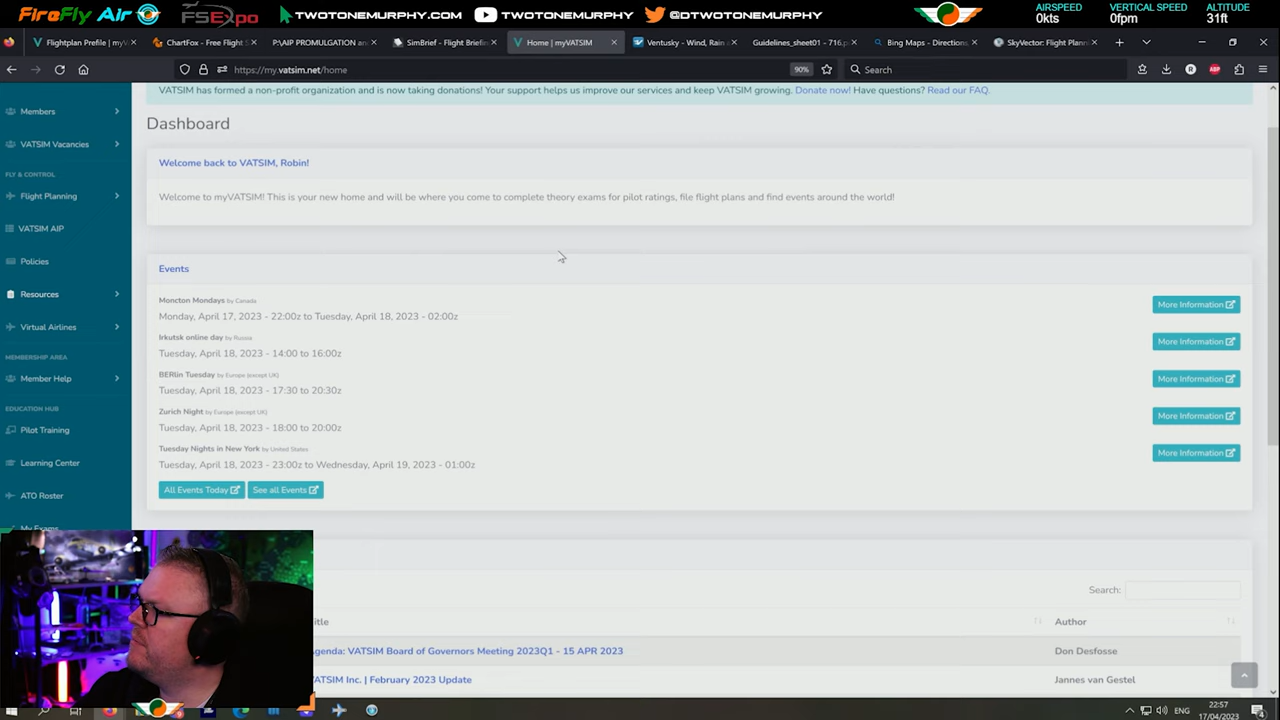 FireFly Air
FSExpo
TWOTONEMURPHY.COM
TWOTONEMURPHY.COM
@DTWOTONEMURPHY
AIRSPEED
0kts
VERTICAL SPEED
0fpm
ALTITUDE
31ft
Flightplan Prefile | myV
ChartFox - Free Flight S
P:\AIP PROMULGATION an
SimBrief - Flight Briefin
Home | myVATSIM
Ventusky - Wind, Rain a
Guidelines_sheet01 - 716.p
Bing Maps - Directions,
SkyVector: Flight Plann
https://my.vatsim.net/home
90%
Search
VATSIM has formed a non-profit organization and is now taking donations! Your support helps us improve our services and keep VATSIM growing. Donate now! Have questions? Read our FAQ.
Members
VATSIM Vacancies
FLY & CONTROL
Flight Planning
VATSIM AIP
Policies
Resources
Virtual Airlines
MEMBERSHIP AREA
Member Help
EDUCATION HUB
Pilot Training
Learning Center
ATO Roster
My Exams
Dashboard
Welcome back to VATSIM, Robin!
Welcome to myVATSIM! This is your new home and will be where you come to complete theory exams for pilot ratings, file flight plans and find events around the world!
Events
Moncton Mondays by Canada
Monday, April 17, 2023 - 22:00z to Tuesday, April 18, 2023 - 02:00z
More Information
Irkutsk online day by Russia
Tuesday, April 18, 2023 - 14:00 to 16:00z
More Information
BERlin Tuesday by Europe (except UK)
Tuesday, April 18, 2023 - 17:30 to 20:30z
More Information
Zurich Night by Europe (except UK)
Tuesday, April 18, 2023 - 18:00 to 20:00z
More Information
Tuesday Nights in New York by United States
Tuesday, April 18, 2023 - 23:00z to Wednesday, April 19, 2023 - 01:00z
More Information
All Events Today
See all Events
Search:
itle
Author
genda: VATSIM Board of Governors Meeting 2023Q1 - 15 APR 2023
Don Desfosse
ATSIM Inc. | February 2023 Update
Jannes van Gestel
ENG
22:57
17/04/2023
4